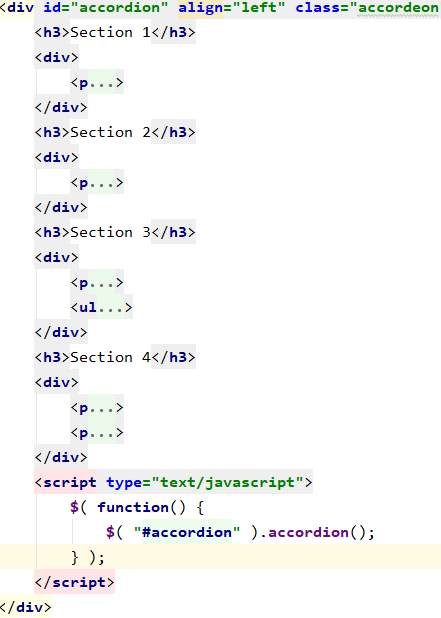 <div id="accordion" align="left" class="accordeon
<h3>Section 1</h3>
<div>
<p...>
</div>
<h3>Section 2</h3>
<div>
<p...>
</div>
<h3>Section 3</h3>
<div>
<p...>
<ul...>
</div>
<h3>Section 4</h3>
<div>
<p...>
<p...>
</div>
<script type="text/javascript">
$( function() {
$( "#accordion" ).accordion();
} );
</script>
</div>